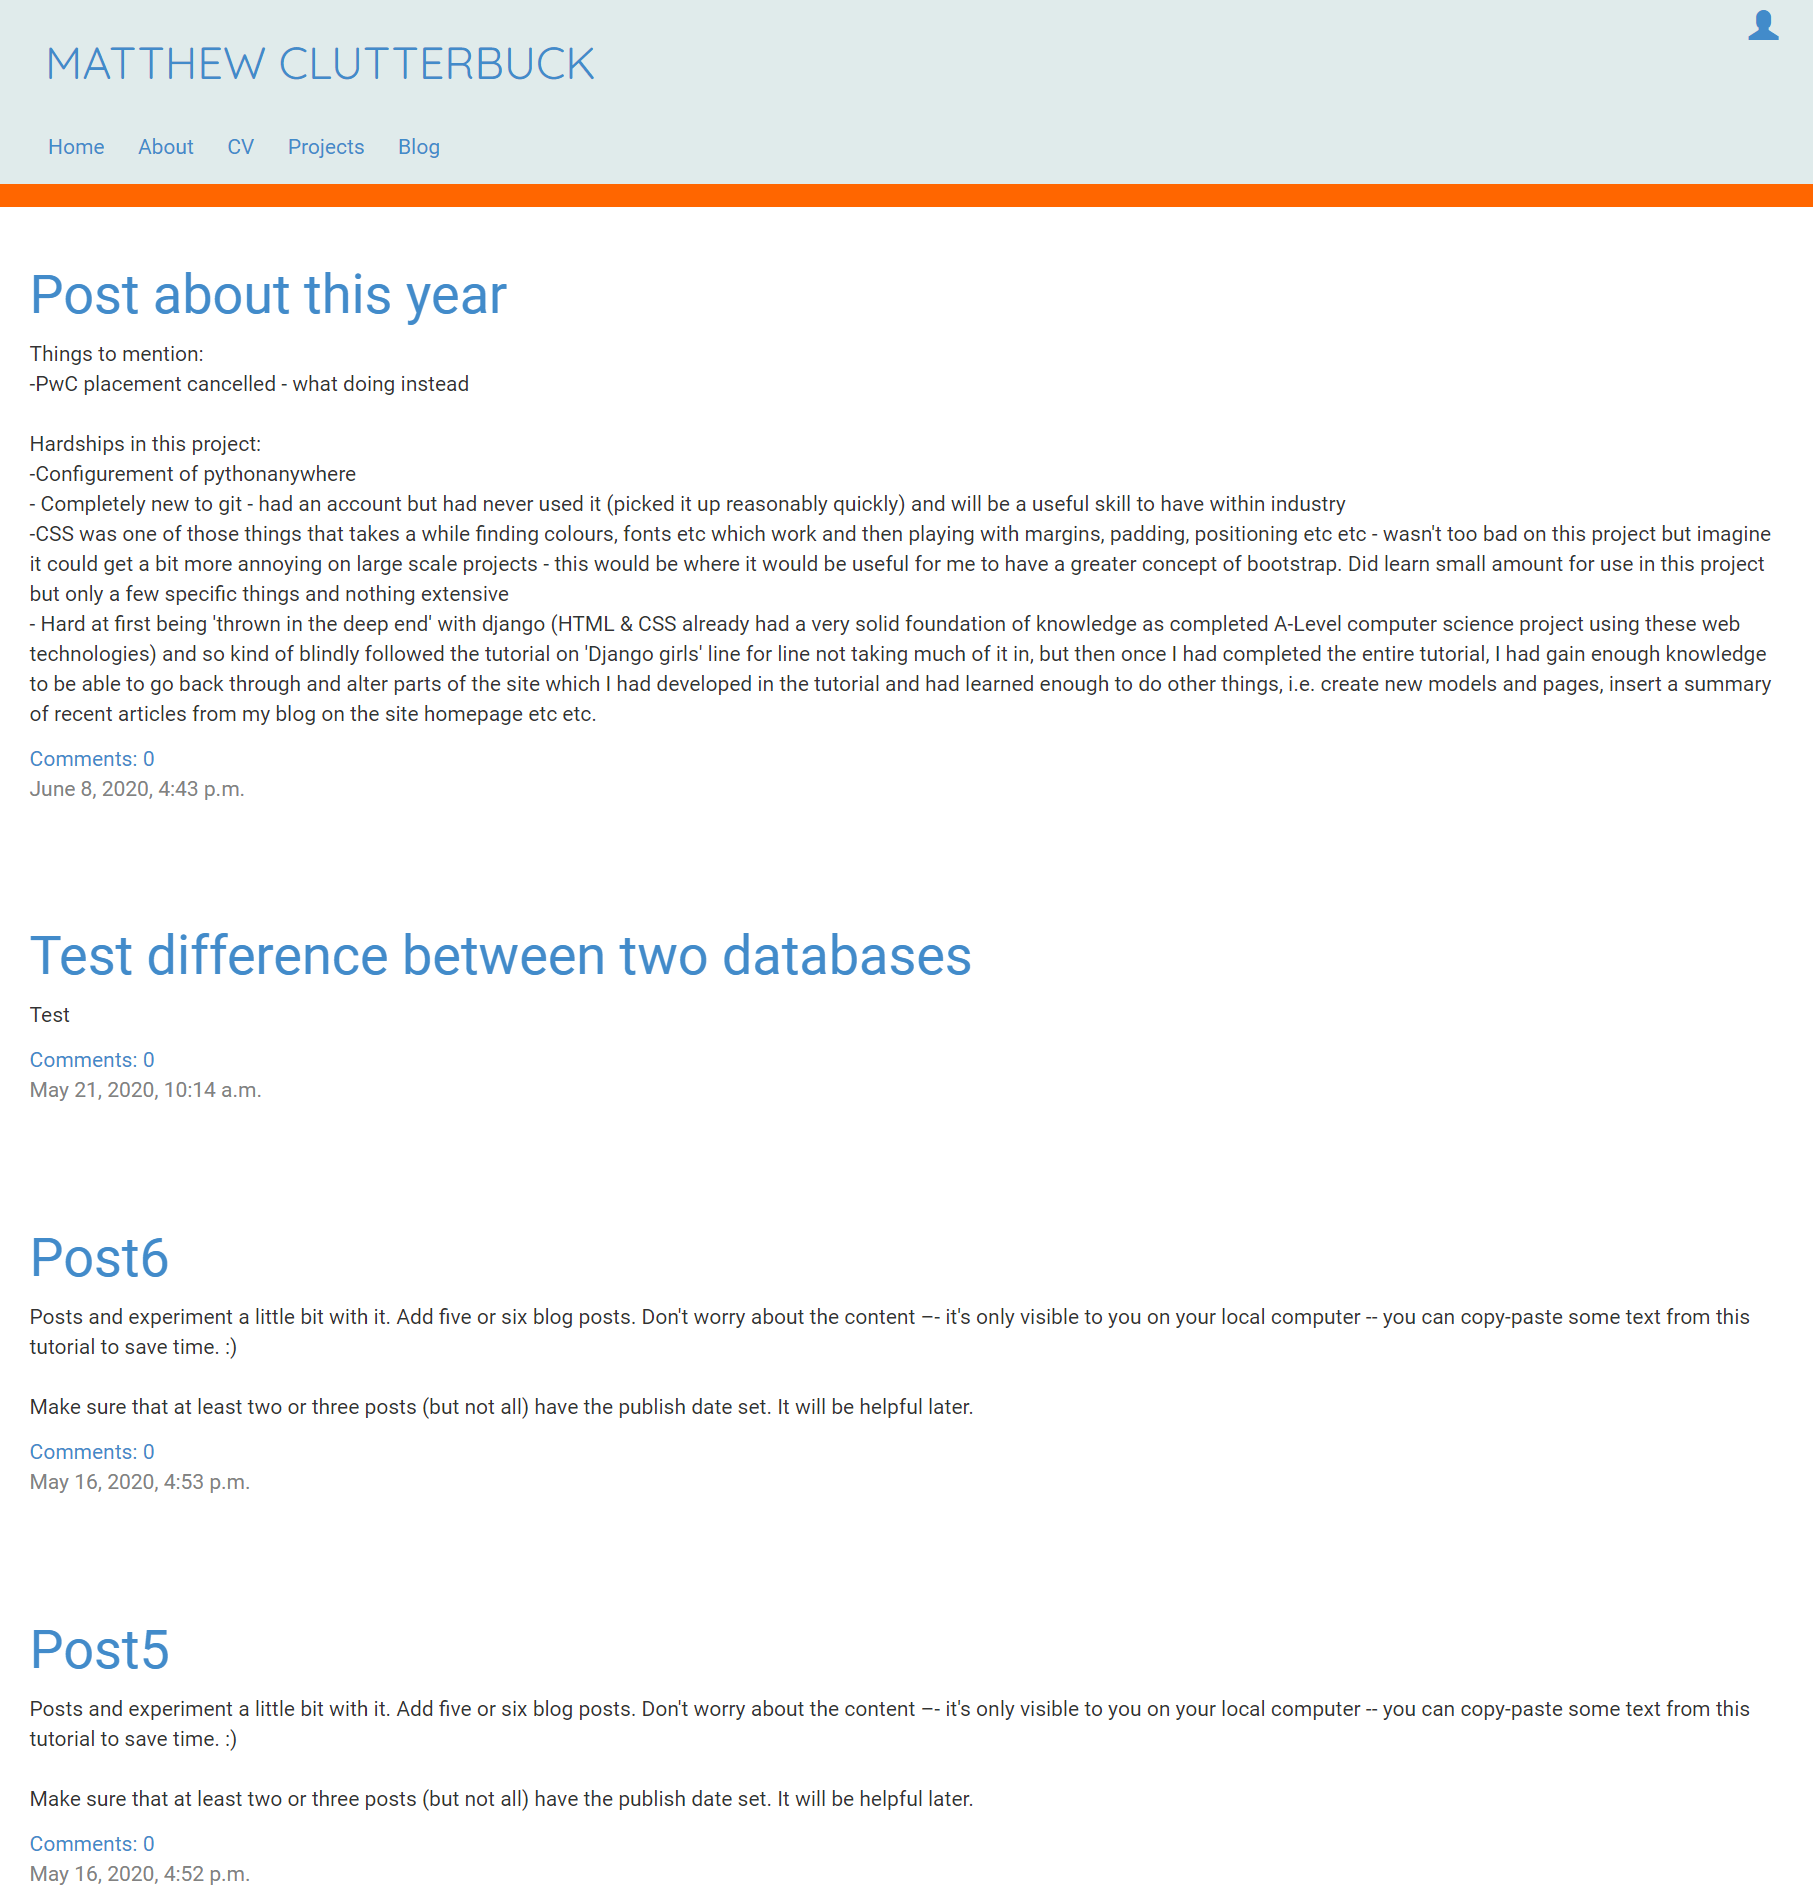 MATTHEW CLUTTERBUCK
Home About CV Projects Blog
Post about this year
Things to mention:
-PwC placement cancelled - what doing instead
Hardships in this project:
-Configurement of pythonanywhere
- Completely new to git - had an account but had never used it (picked it up reasonably quickly) and will be a useful skill to have within industry
-CSS was one of those things that takes a while finding colours, fonts etc which work and then playing with margins, padding, positioning etc etc - wasn't too bad on this project but imagine
it could get a bit more annoying on large scale projects - this would be where it would be useful for me to have a greater concept of bootstrap. Did learn small amount for use in this project
but only a few specific things and nothing extensive
- Hard at first being 'thrown in the deep end' with django (HTML & CSS already had a very solid foundation of knowledge as completed A-Level computer science project using these web
technologies) and so kind of blindly followed the tutorial on 'Django girls' line for line not taking much of it in, but then once I had completed the entire tutorial, I had gain enough knowledge
to be able to go back through and alter parts of the site which I had developed in the tutorial and had learned enough to do other things, i.e. create new models and pages, insert a summary
of recent articles from my blog on the site homepage etc etc.
Comments: 0
June 8, 2020, 4:43 p.m.
Test difference between two databases
Test
Comments: 0
May 21, 2020, 10:14 a.m.
Post6
Posts and experiment a little bit with it. Add five or six blog posts. Don't worry about the content –- it's only visible to you on your local computer -- you can copy-paste some text from this
tutorial to save time. :)
Make sure that at least two or three posts (but not all) have the publish date set. It will be helpful later.
Comments: 0
May 16, 2020, 4:53 p.m.
Post5
Posts and experiment a little bit with it. Add five or six blog posts. Don't worry about the content –- it's only visible to you on your local computer -- you can copy-paste some text from this
tutorial to save time. :)
Make sure that at least two or three posts (but not all) have the publish date set. It will be helpful later.
Comments: 0
May 16, 2020, 4:52 p.m.